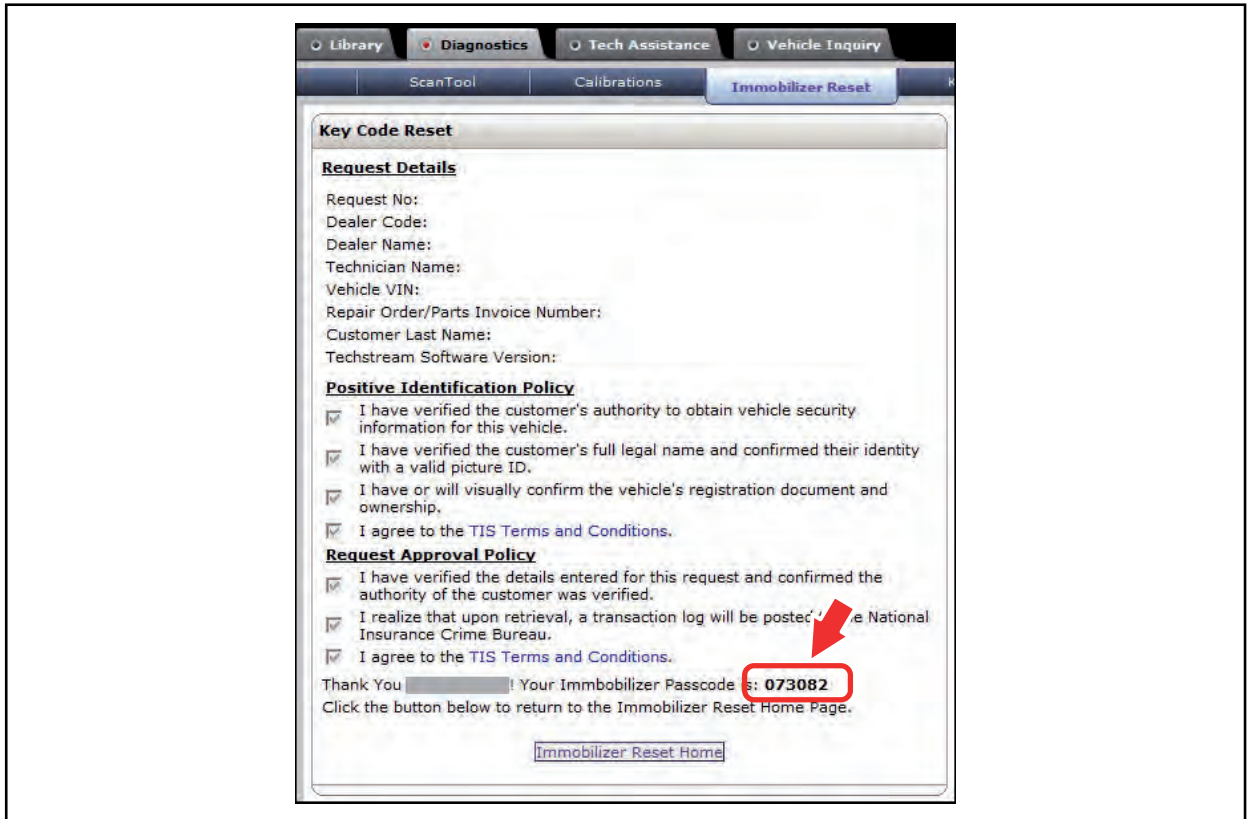 Library Diagnostics Tech Assistance Vehicle Inquiry
ScanTool Calibrations Immobilizer Reset K
Key Code Reset
Request Details
Request No:
Dealer Code:
Dealer Name:
Technician Name:
Vehicle VIN:
Repair Order/Parts Invoice Number:
Customer Last Name:
Techstream Software Version:
Positive Identification Policy
I have verified the customer's authority to obtain vehicle security
information for this vehicle.
I have verified the customer's full legal name and confirmed their identity
with a valid picture ID.
I have or will visually confirm the vehicle's registration document and
ownership.
I agree to the TIS Terms and Conditions.
Request Approval Policy
I have verified the details entered for this request and confirmed the
authority of the customer was verified.
I realize that upon retrieval, a transaction log will be posted National
Insurance Crime Bureau.
I agree to the TIS Terms and Conditions.
Thank You ! Your Immbobilizer Passcode is: 073082
Click the button below to return to the Immobilizer Reset Home Page.
Immobilizer Reset Home